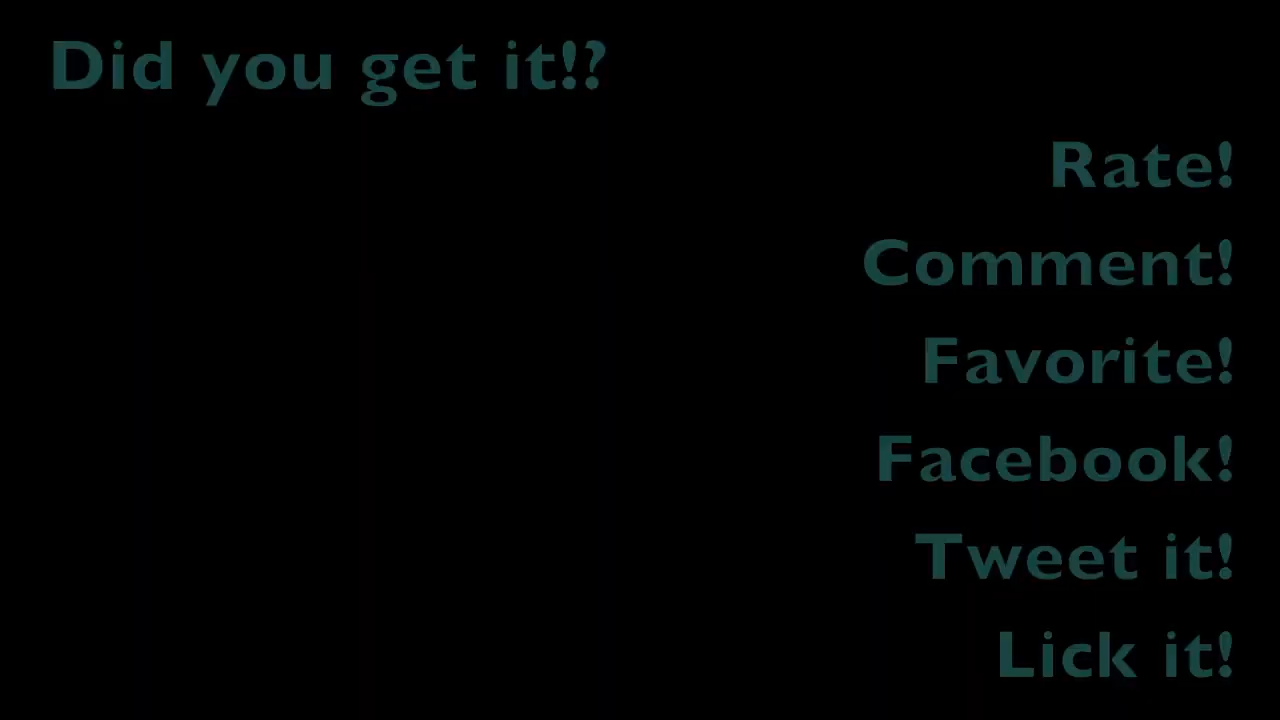 Did you get it!?
Rate!
Comment!
Favorite!
Facebook!
Tweet it!
Lick it!